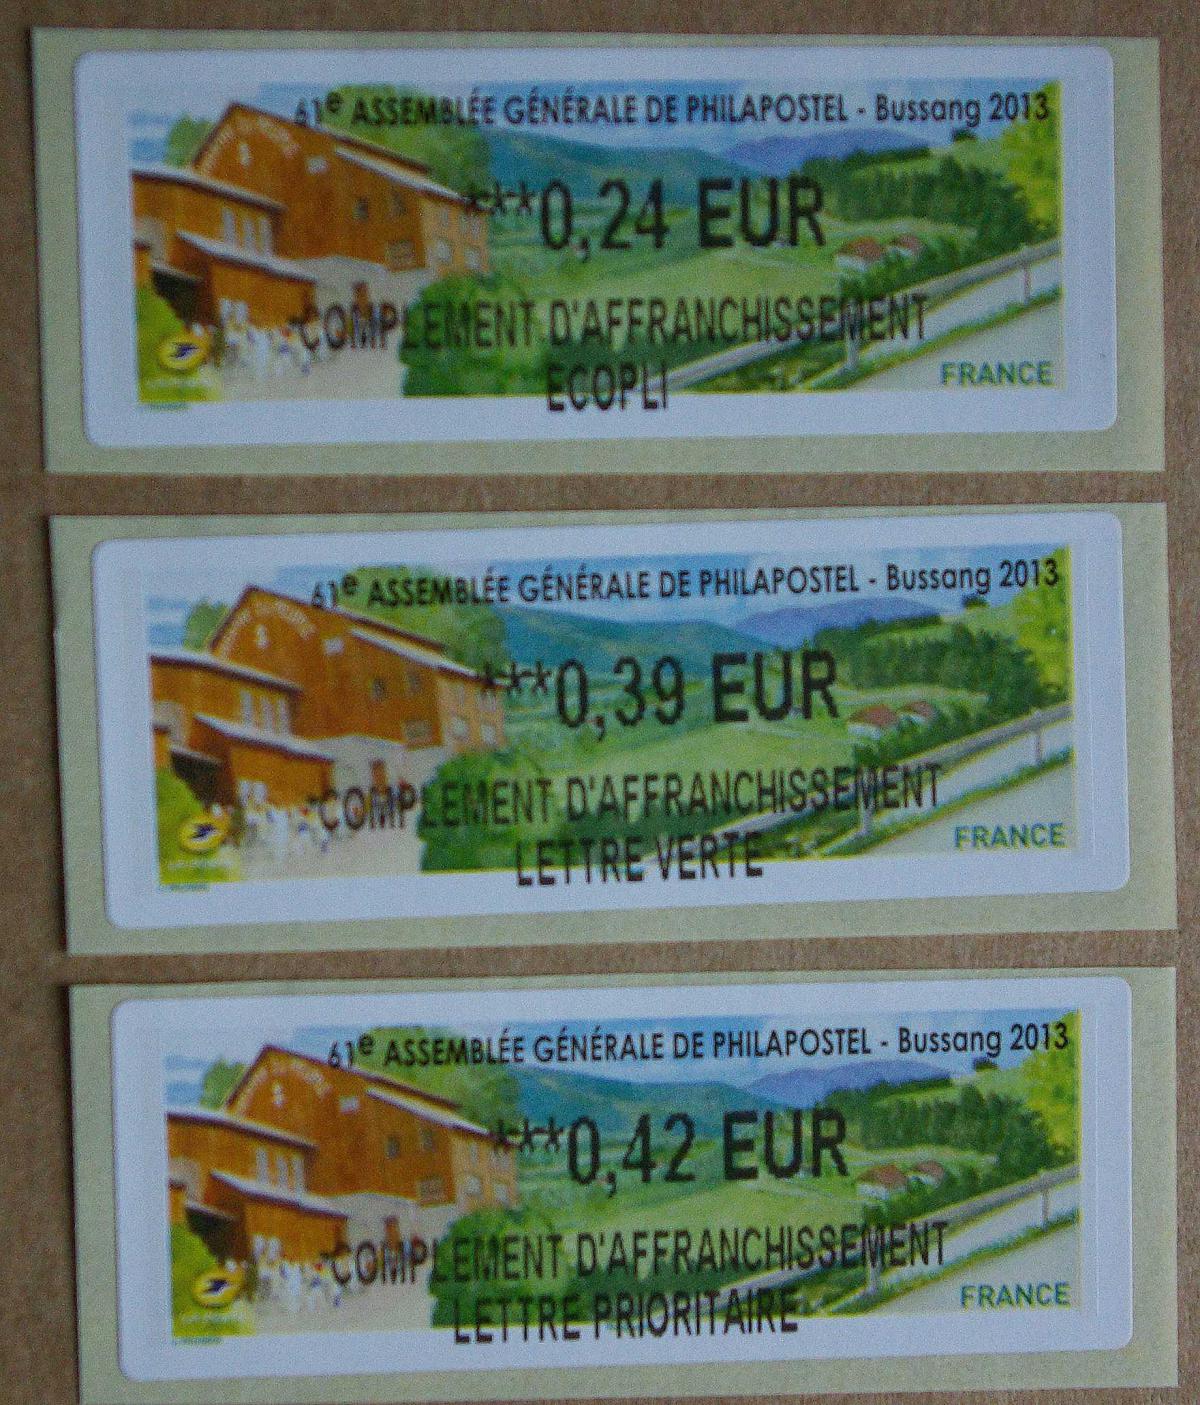 61e ASSEMBLÉE GÉNÉRALE DE PHILAPOSTEL - Bussang 2013
***0,24 EUR
COMPLEMENT D'AFFRANCHISSEMENT
ECOPLI
FRANCE
61e ASSEMBLÉE GÉNÉRALE DE PHILAPOSTEL - Bussang 2013
***0,39 EUR
COMPLEMENT D'AFFRANCHISSEMENT
LETTRE VERTE
FRANCE
61e ASSEMBLÉE GÉNÉRALE DE PHILAPOSTEL - Bussang 2013
***0,42 EUR
COMPLEMENT D'AFFRANCHISSEMENT
LETTRE PRIORITAIRE
FRANCE